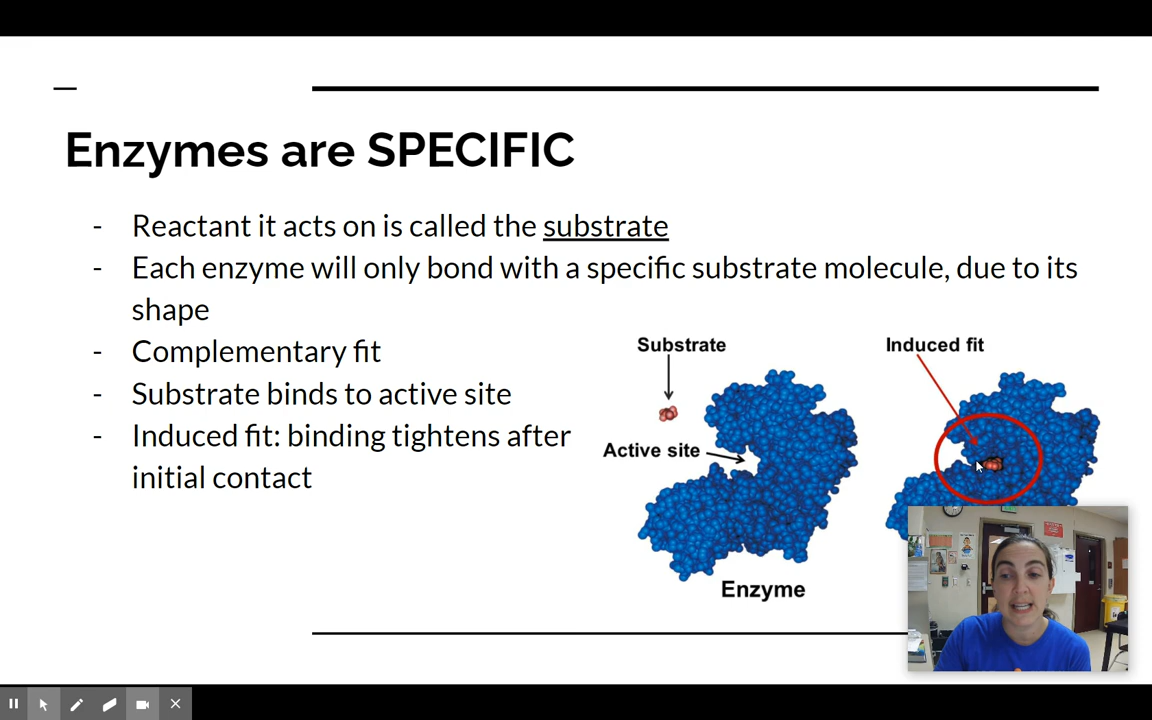 Enzymes are SPECIFIC
- Reactant it acts on is called the substrate
- Each enzyme will only bond with a specific substrate molecule, due to its
shape
- Complementary fit
- Substrate binds to active site
- Induced fit: binding tightens after
initial contact
Substrate
Induced fit
Active site
Enzyme